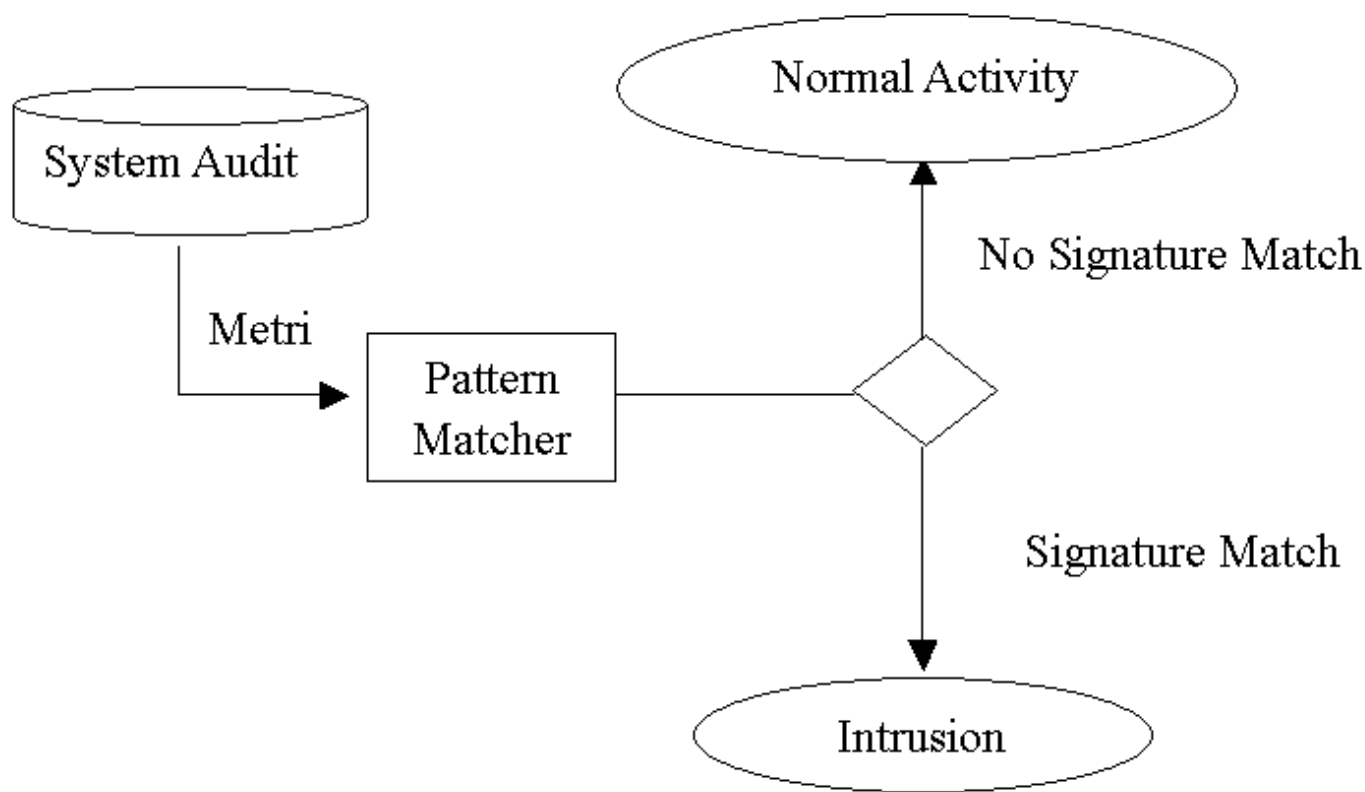 Normal Activity
System Audit
No Signature Match
Metri
Pattern
Matcher
Signature Match
Intrusion